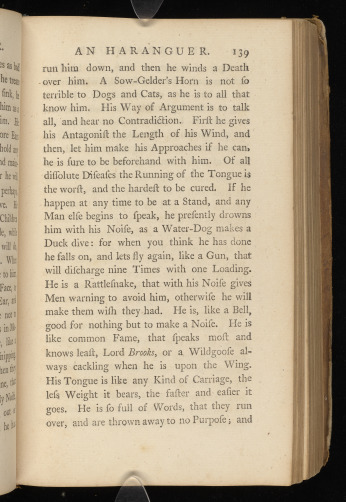 AN HARANGUER. 139
run him down, and then he winds a Death
over him. A Sow-Gelder's Horn is not ſo
terrible to Dogs and Cats, as he is to all that
know him. His Way of Argument is to talk
all, and hear no Contradiction. Firſt he gives
his Antagoniſt the Length of his Wind, and
then, let him make his Approaches if he can,
he is ſure to be beforehand with him. Of all
diſſolute Diſeaſes the Running of the Tongue is
the worſt, and the hardeſt to be cured. If he
happen at any time to be at a Stand, and any
Man elſe begins to ſpeak, he preſently drowns
him with his Noiſe, as a Water-Dog makes a
Duck dive: for when you think he has done
he falls on, and lets fly again, like a Gun, that
will diſcharge nine Times with one Loading.
He is a Rattleſnake, that with his Noiſe gives
Men warning to avoid him, otherwiſe he will
make them wiſh they had. He is, like a Bell,
good for nothing but to make a Noiſe. He is
like common Fame, that ſpeaks moſt and
knows leaſt, Lord Brooks, or a Wildgooſe al-
ways cackling when he is upon the Wing.
His Tongue is like any Kind of Carriage, the
leſs Weight it bears, the faſter and eaſier it
goes. He is ſo full of Words, that they run
over, and are thrown away to no Purpoſe; and